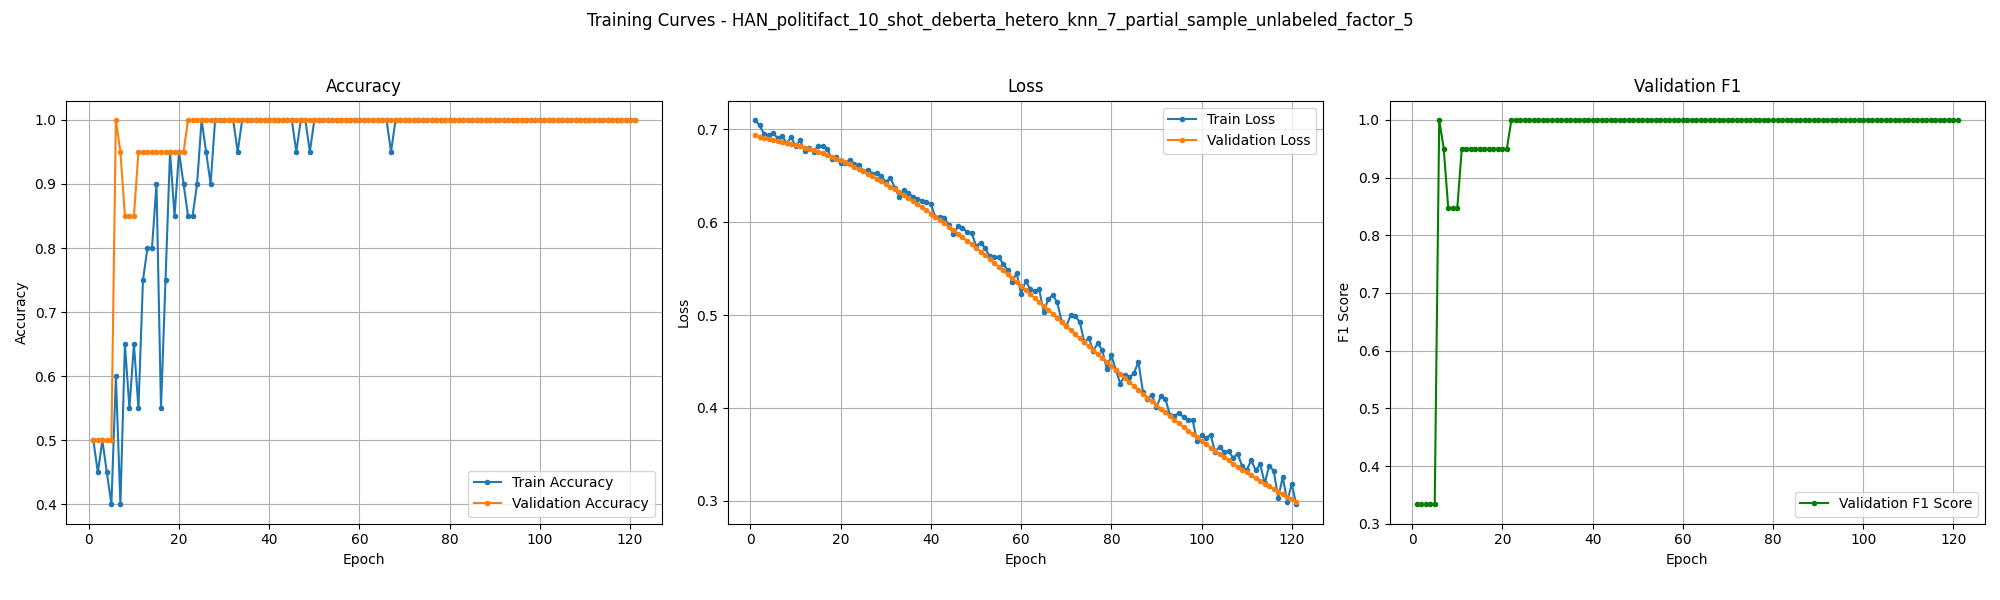 Training Curves - HAN_politifact_10_shot_deberta_hetero_knn_7_partial_sample_unlabeled_factor_5
Accuracy
1.0
0.9
0.8
0.7
0.6
0.5
0.4
Accuracy
0 20 40 60 80 100 120
Epoch
Train Accuracy
Validation Accuracy
Loss
0.7
0.6
0.5
0.4
0.3
Loss
0 20 40 60 80 100 120
Epoch
Train Loss
Validation Loss
Validation F1
1.0
0.9
0.8
0.7
0.6
0.5
0.4
0.3
F1 Score
0 20 40 60 80 100 120
Epoch
Validation F1 Score